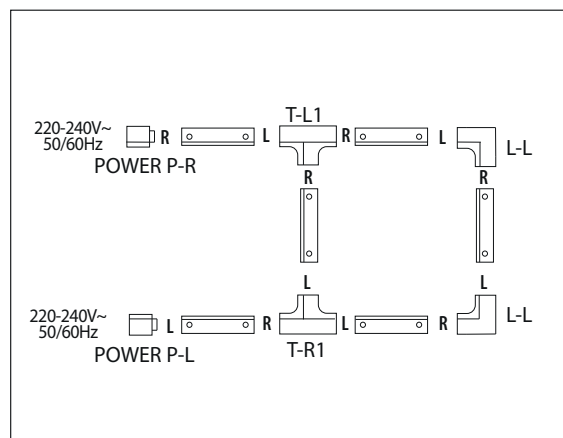 T-L1
220-240V~
50/60Hz
R L R L
L-L
POWER P-R
R R
L L
220-240V~
50/60Hz
L R L R
L-L
POWER P-L
T-R1